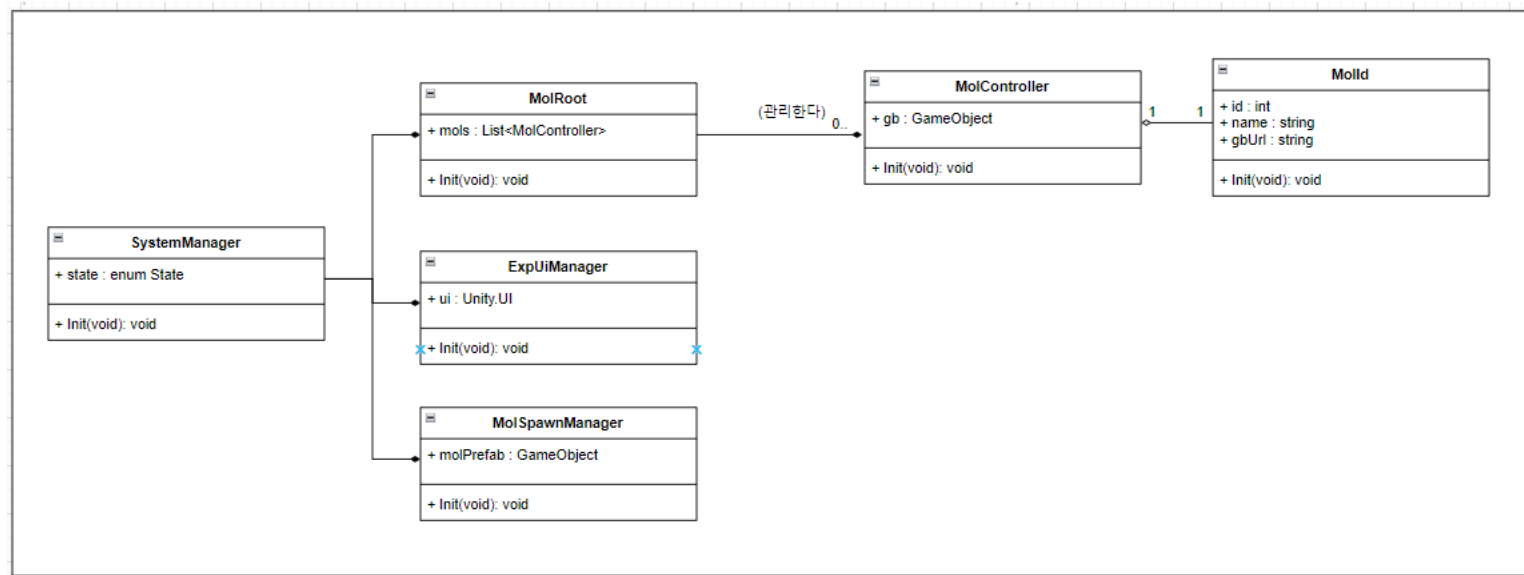 MolRoot
+ mols : List<MolController>
+ Init(void): void
(관리한다)
0..
MolController
+ gb : GameObject
+ Init(void): void
1
1
MolId
+ id : int
+ name : string
+ gbUrl : string
+ Init(void): void
SystemManager
+ state : enum State
+ Init(void): void
ExpUiManager
+ ui : Unity.UI
+ Init(void): void
MolSpawnManager
+ molPrefab : GameObject
+ Init(void): void